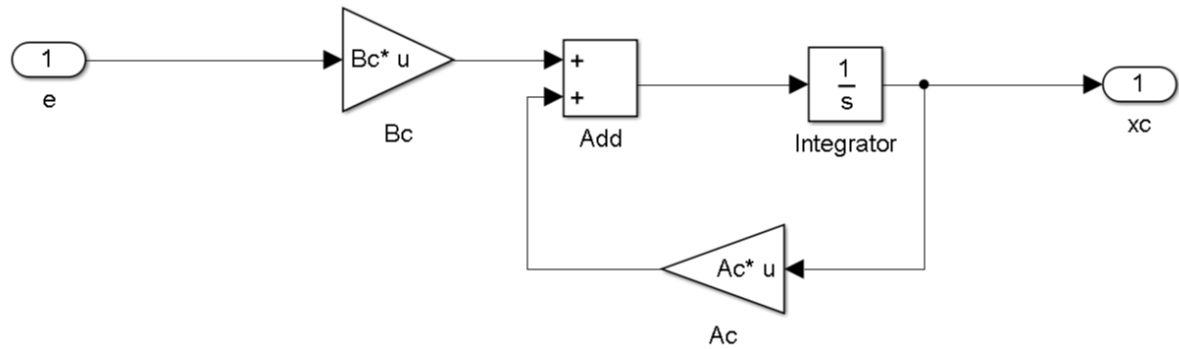 1
e
Bc* u
Bc
+
+
Add
1
s
Integrator
1
xc
Ac* u
Ac